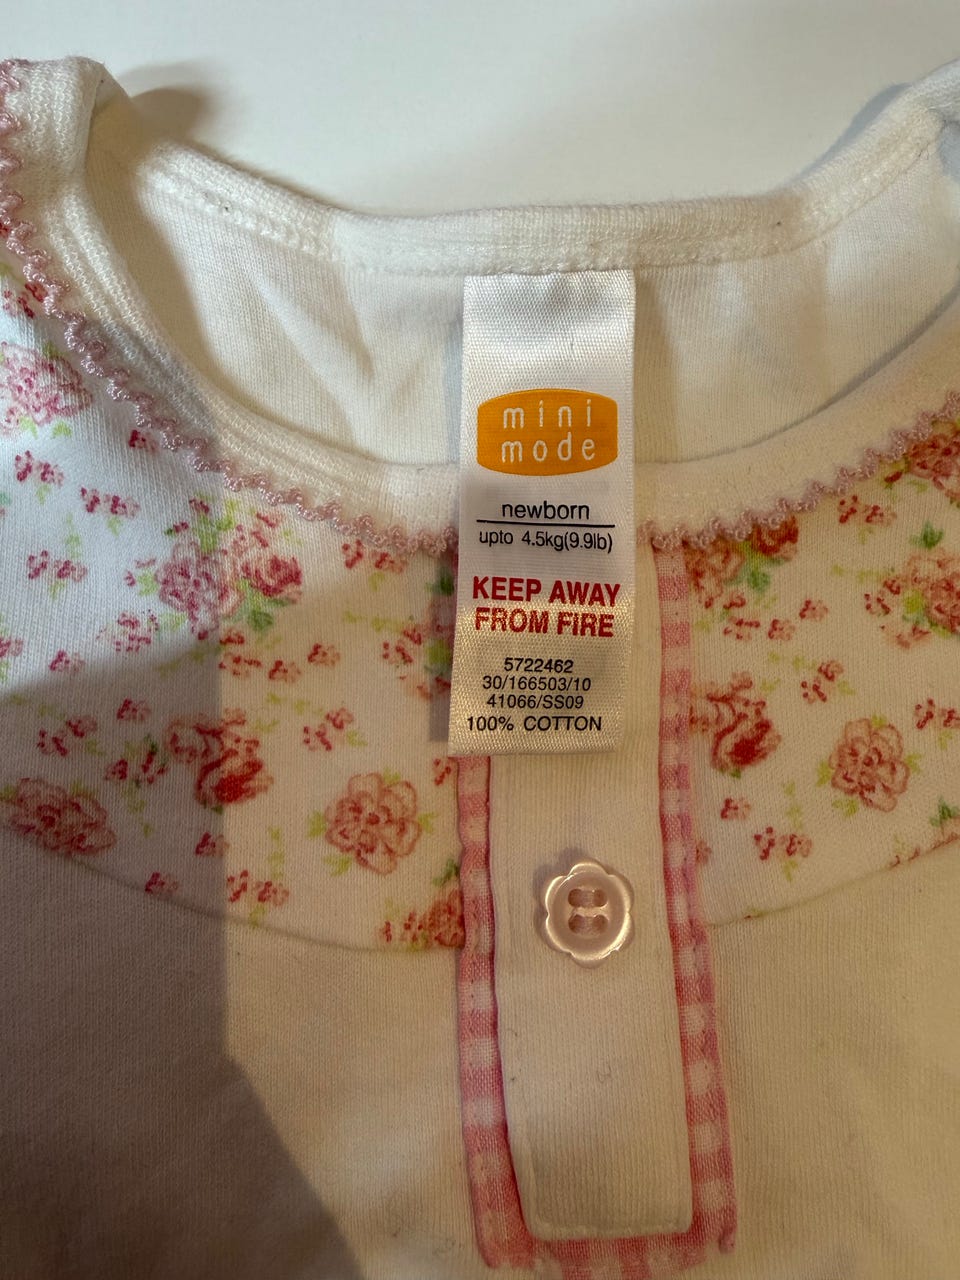 mini
mode
newborn
upto 4.5kg(9.9lb)
KEEP AWAY
FROM FIRE
5722462
30/166503/10
41066/SS09
100% COTTON